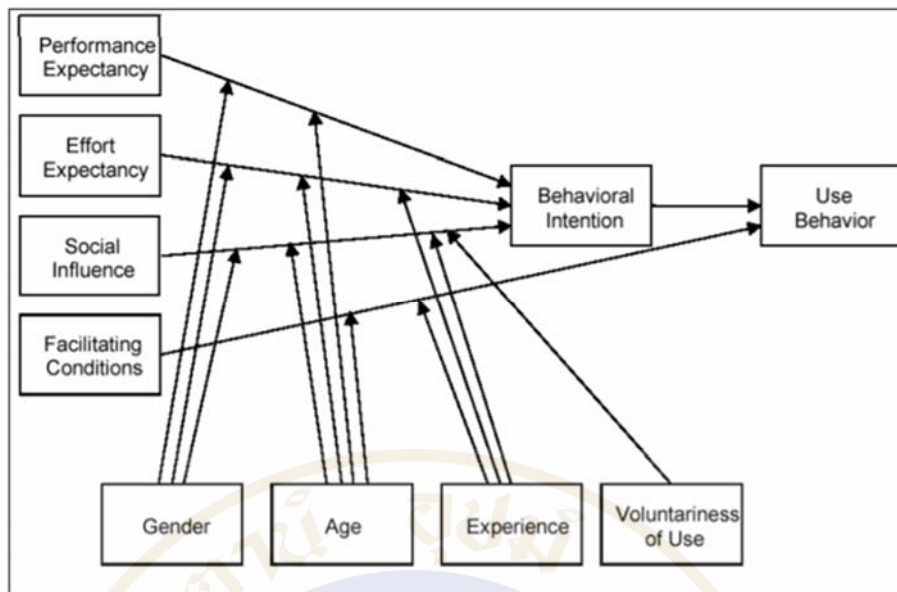 Performance
Expectancy
Effort
Expectancy
Social
Influence
Facilitating
Conditions
Behavioral
Intention
Use
Behavior
Gender
Age
Experience
Voluntariness
of Use